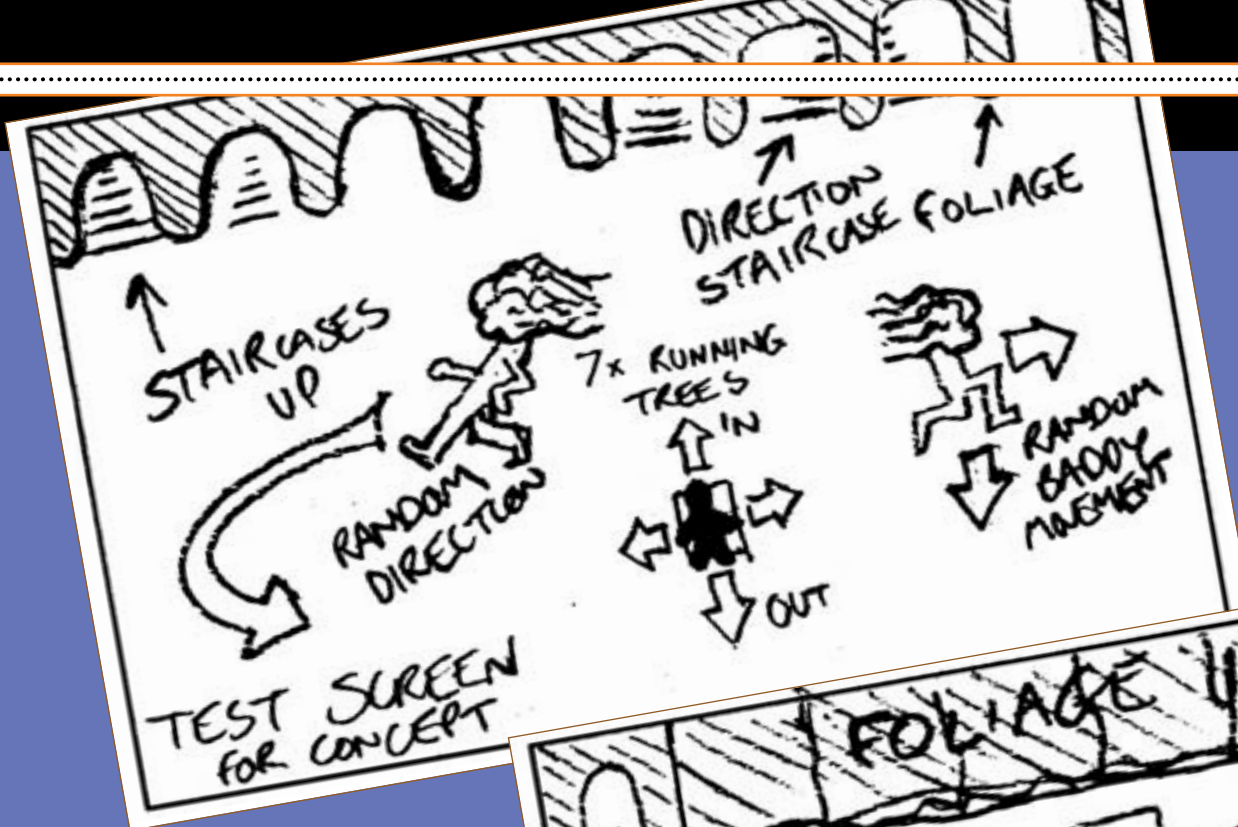 DIRECTION
STAIRCASE
FOLIAGE
STAIRCASES
UP
7x RUNNING
TREES
IN
RANDOM
DIRECTION
RANDOM
BADDY
MOVEMENT
OUT
TEST SCREEN
FOR CONCEPT
FOLIAGE